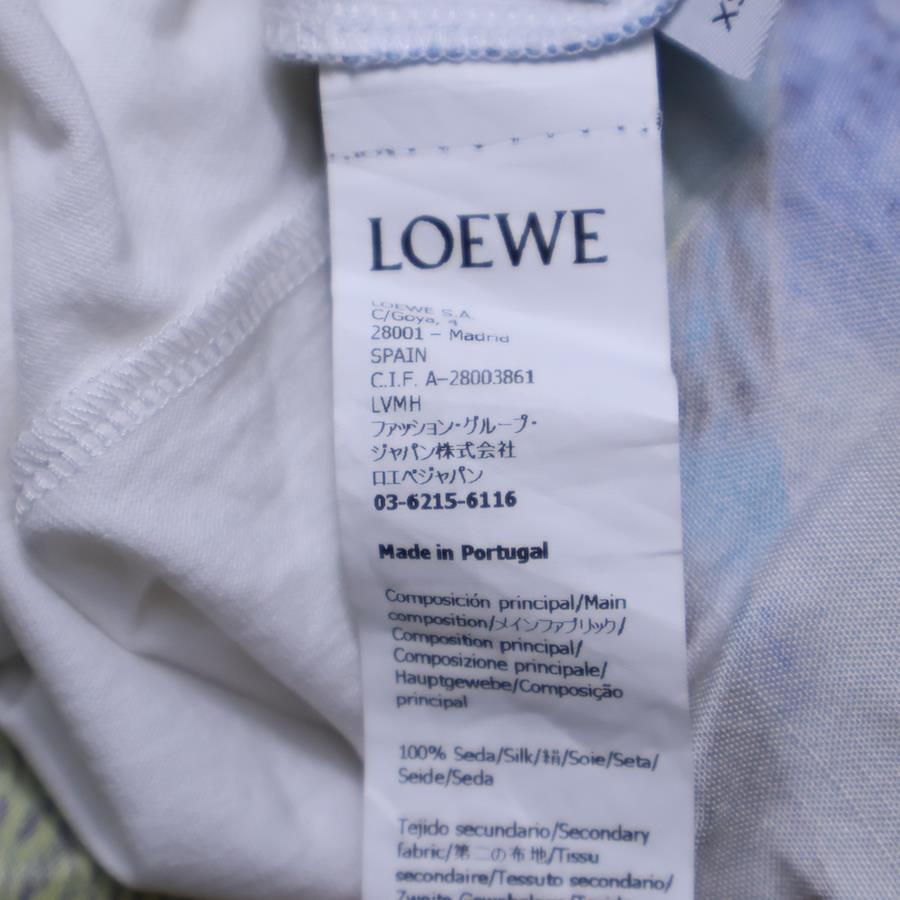 XS
LOEWE
LOEWE S.A.
C/Goya, 4
28001 - Madrid
SPAIN
C.I.F. A-28003861
LVMH
ファッション・グループ・
ジャパン株式会社
ロエベジャパン
03-6215-6116
Made in Portugal
Composición principal/Main
composition/メインファブリック/
Composition principal/
Composizione principale/
Hauptgewebe/Composição
principal
100% Seda/Silk/絹/Soie/Seta/
Seide/Seda
Tejido secundario/Secondary
fabric/第二の布地/Tissu
secondaire/Tessuto secondario/